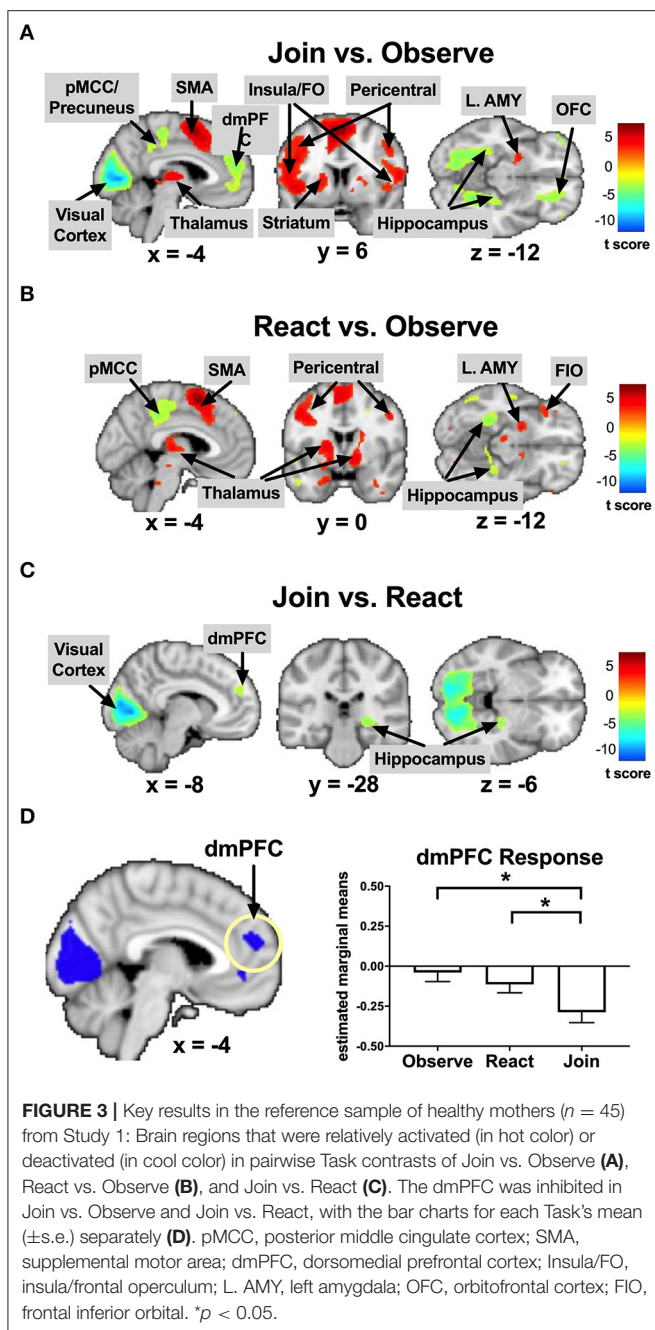 A
Join vs. Observe
pMCC/
Precuneus
SMA
dmPF
C
Insula/FO
Pericentral
L. AMY
OFC
Visual
Cortex
Thalamus
Striatum
Hippocampus
x = -4
y = 6
z = -12
5
0
-5
-10
t score
B
React vs. Observe
pMCC
SMA
Pericentral
L. AMY
FIO
Thalamus
Hippocampus
x = -4
y = 0
z = -12
5
0
-5
-10
t score
C
Join vs. React
Visual
Cortex
dmPFC
Hippocampus
x = -8
y = -28
z = -6
5
0
-5
-10
t score
D
dmPFC
x = -4
dmPFC Response
*
*
estimated marginal means
0.50
0.25
0.00
-0.25
-0.50
Observe React Join
FIGURE 3 | Key results in the reference sample of healthy mothers (n = 45)
from Study 1: Brain regions that were relatively activated (in hot color) or
deactivated (in cool color) in pairwise Task contrasts of Join vs. Observe (A),
React vs. Observe (B), and Join vs. React (C). The dmPFC was inhibited in
Join vs. Observe and Join vs. React, with the bar charts for each Task's mean
(±s.e.) separately (D). pMCC, posterior middle cingulate cortex; SMA,
supplemental motor area; dmPFC, dorsomedial prefrontal cortex; Insula/FO,
insula/frontal operculum; L. AMY, left amygdala; OFC, orbitofrontal cortex; FIO,
frontal inferior orbital. *p < 0.05.